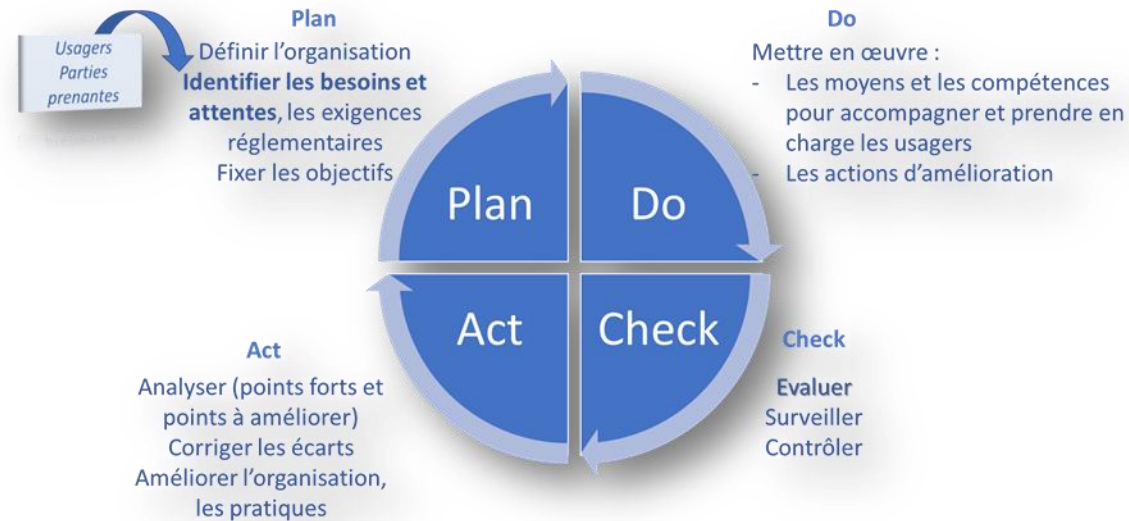 Usagers
Parties
prenantes
Plan
Définir l'organisation
Identifier les besoins et
attentes, les exigences
réglementaires
Fixer les objectifs
Do
Mettre en œuvre :
- Les moyens et les compétences
pour accompagner et prendre en
charge les usagers
- Les actions d'amélioration
Plan
Do
Act
Check
Act
Analyser (points forts et
points à améliorer)
Corriger les écarts
Améliorer l'organisation,
les pratiques
Check
Evaluer
Surveiller
Contrôler